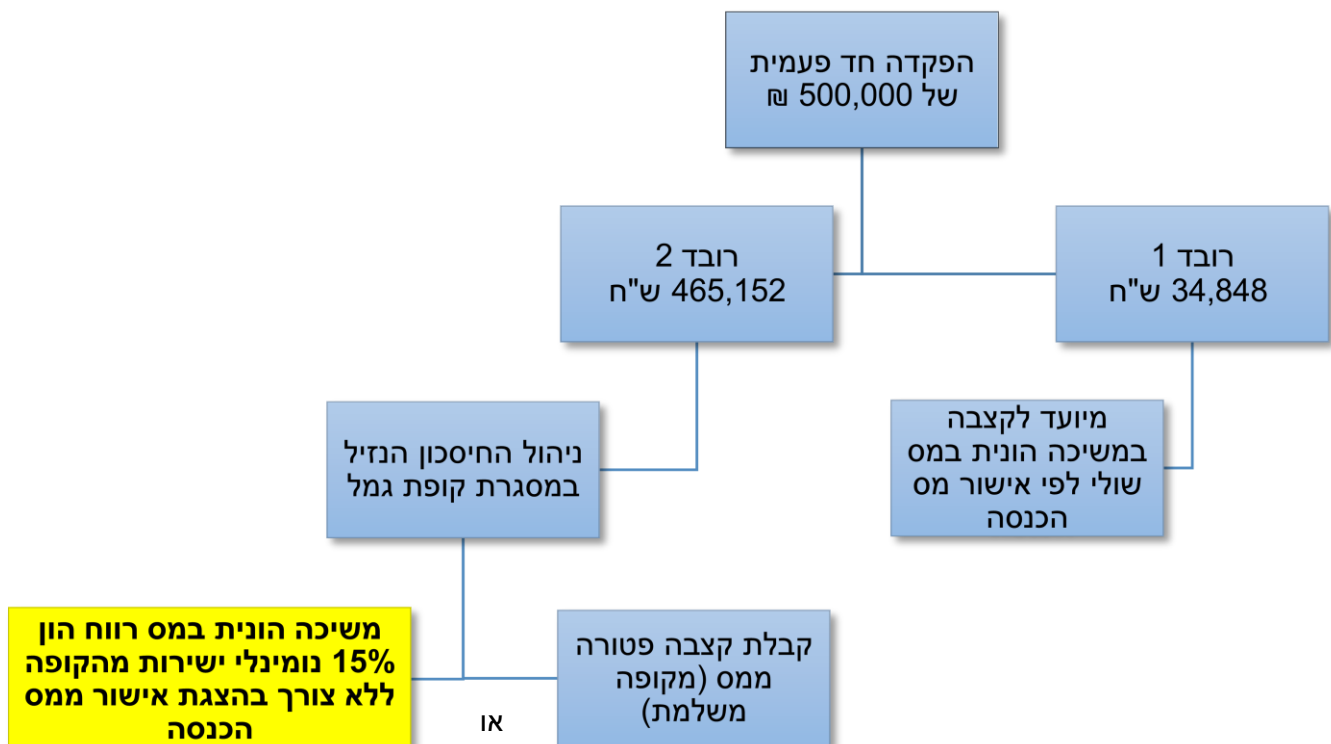 הפקדה חד פעמית
של 500,000 ₪
רובד 1
34,848 ש"ח
רובד 2
465,152 ש"ח
מיועד לקצבה
במשיכה הונית במס
שולי לפי אישור מס
הכנסה
ניהול החיסכון הנזיל
במסגרת קופת גמל
קבלת קצבה פטורה
ממס (מקופה
משלמת)
או
משיכה הונית במס רווח הון
15% נומינלי ישירות מהקופה
ללא צורך בהצגת אישור ממס
הכנסה